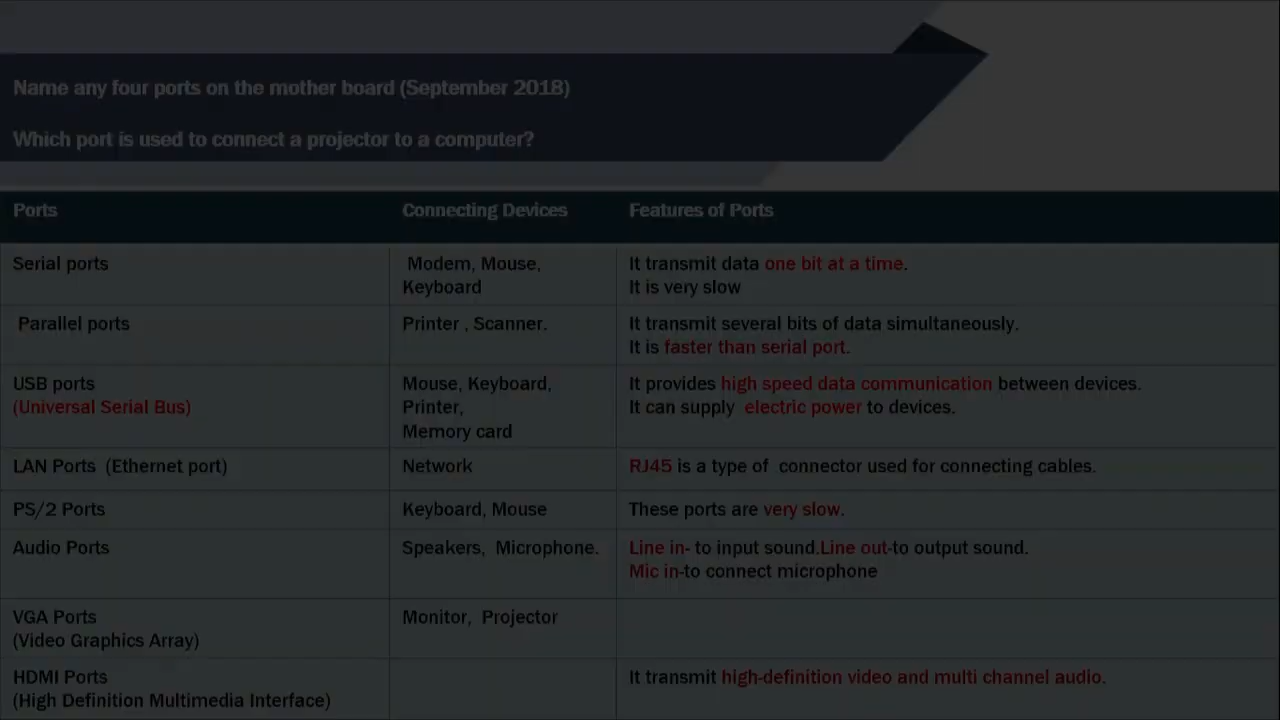 Name any four ports on the mother board (September 2018)
Which port is used to connect a projector to a computer?
Ports Connecting Devices Features of Ports
Serial ports Modem, Mouse, It transmit data one bit at a time.
Keyboard It is very slow
Parallel ports Printer , Scanner. It transmit several bits of data simultaneously.
It is faster than serial port.
USB ports Mouse, Keyboard, It provides high speed data communication between devices.
(Universal Serial Bus) Printer, It can supply electric power to devices.
Memory card
LAN Ports (Ethernet port) Network RJ45 is a type of connector used for connecting cables.
PS/2 Ports Keyboard, Mouse These ports are very slow.
Audio Ports Speakers, Microphone. Line in- to input sound.Line out-to output sound.
Mic in-to connect microphone
VGA Ports Monitor, Projector
(Video Graphics Array)
HDMI Ports It transmit high-definition video and multi channel audio.
(High Definition Multimedia Interface)